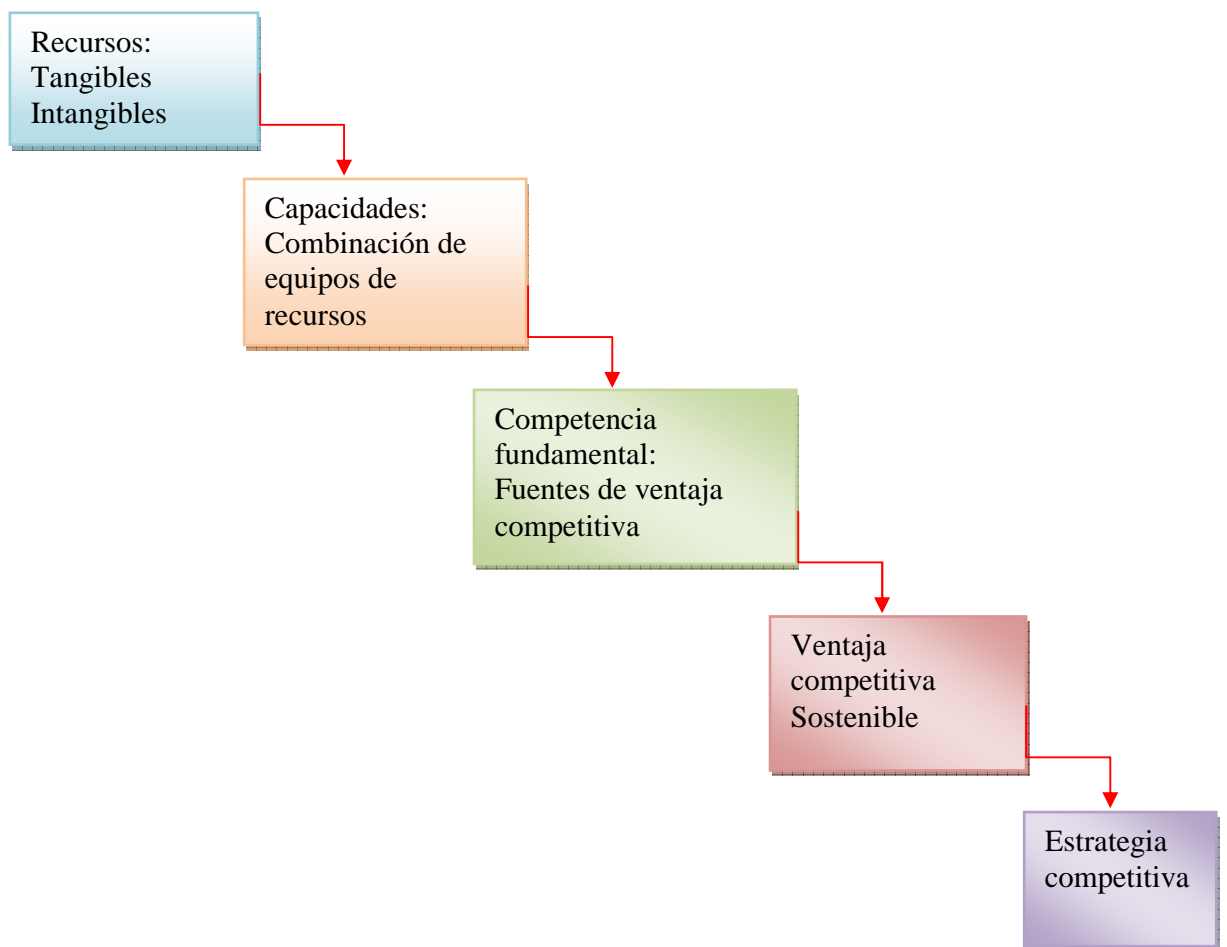 Recursos:
Tangibles
Intangibles
Capacidades:
Combinación de
equipos de
recursos
Competencia
fundamental:
Fuentes de ventaja
competitiva
Ventaja
competitiva
Sostenible
Estrategia
competitiva